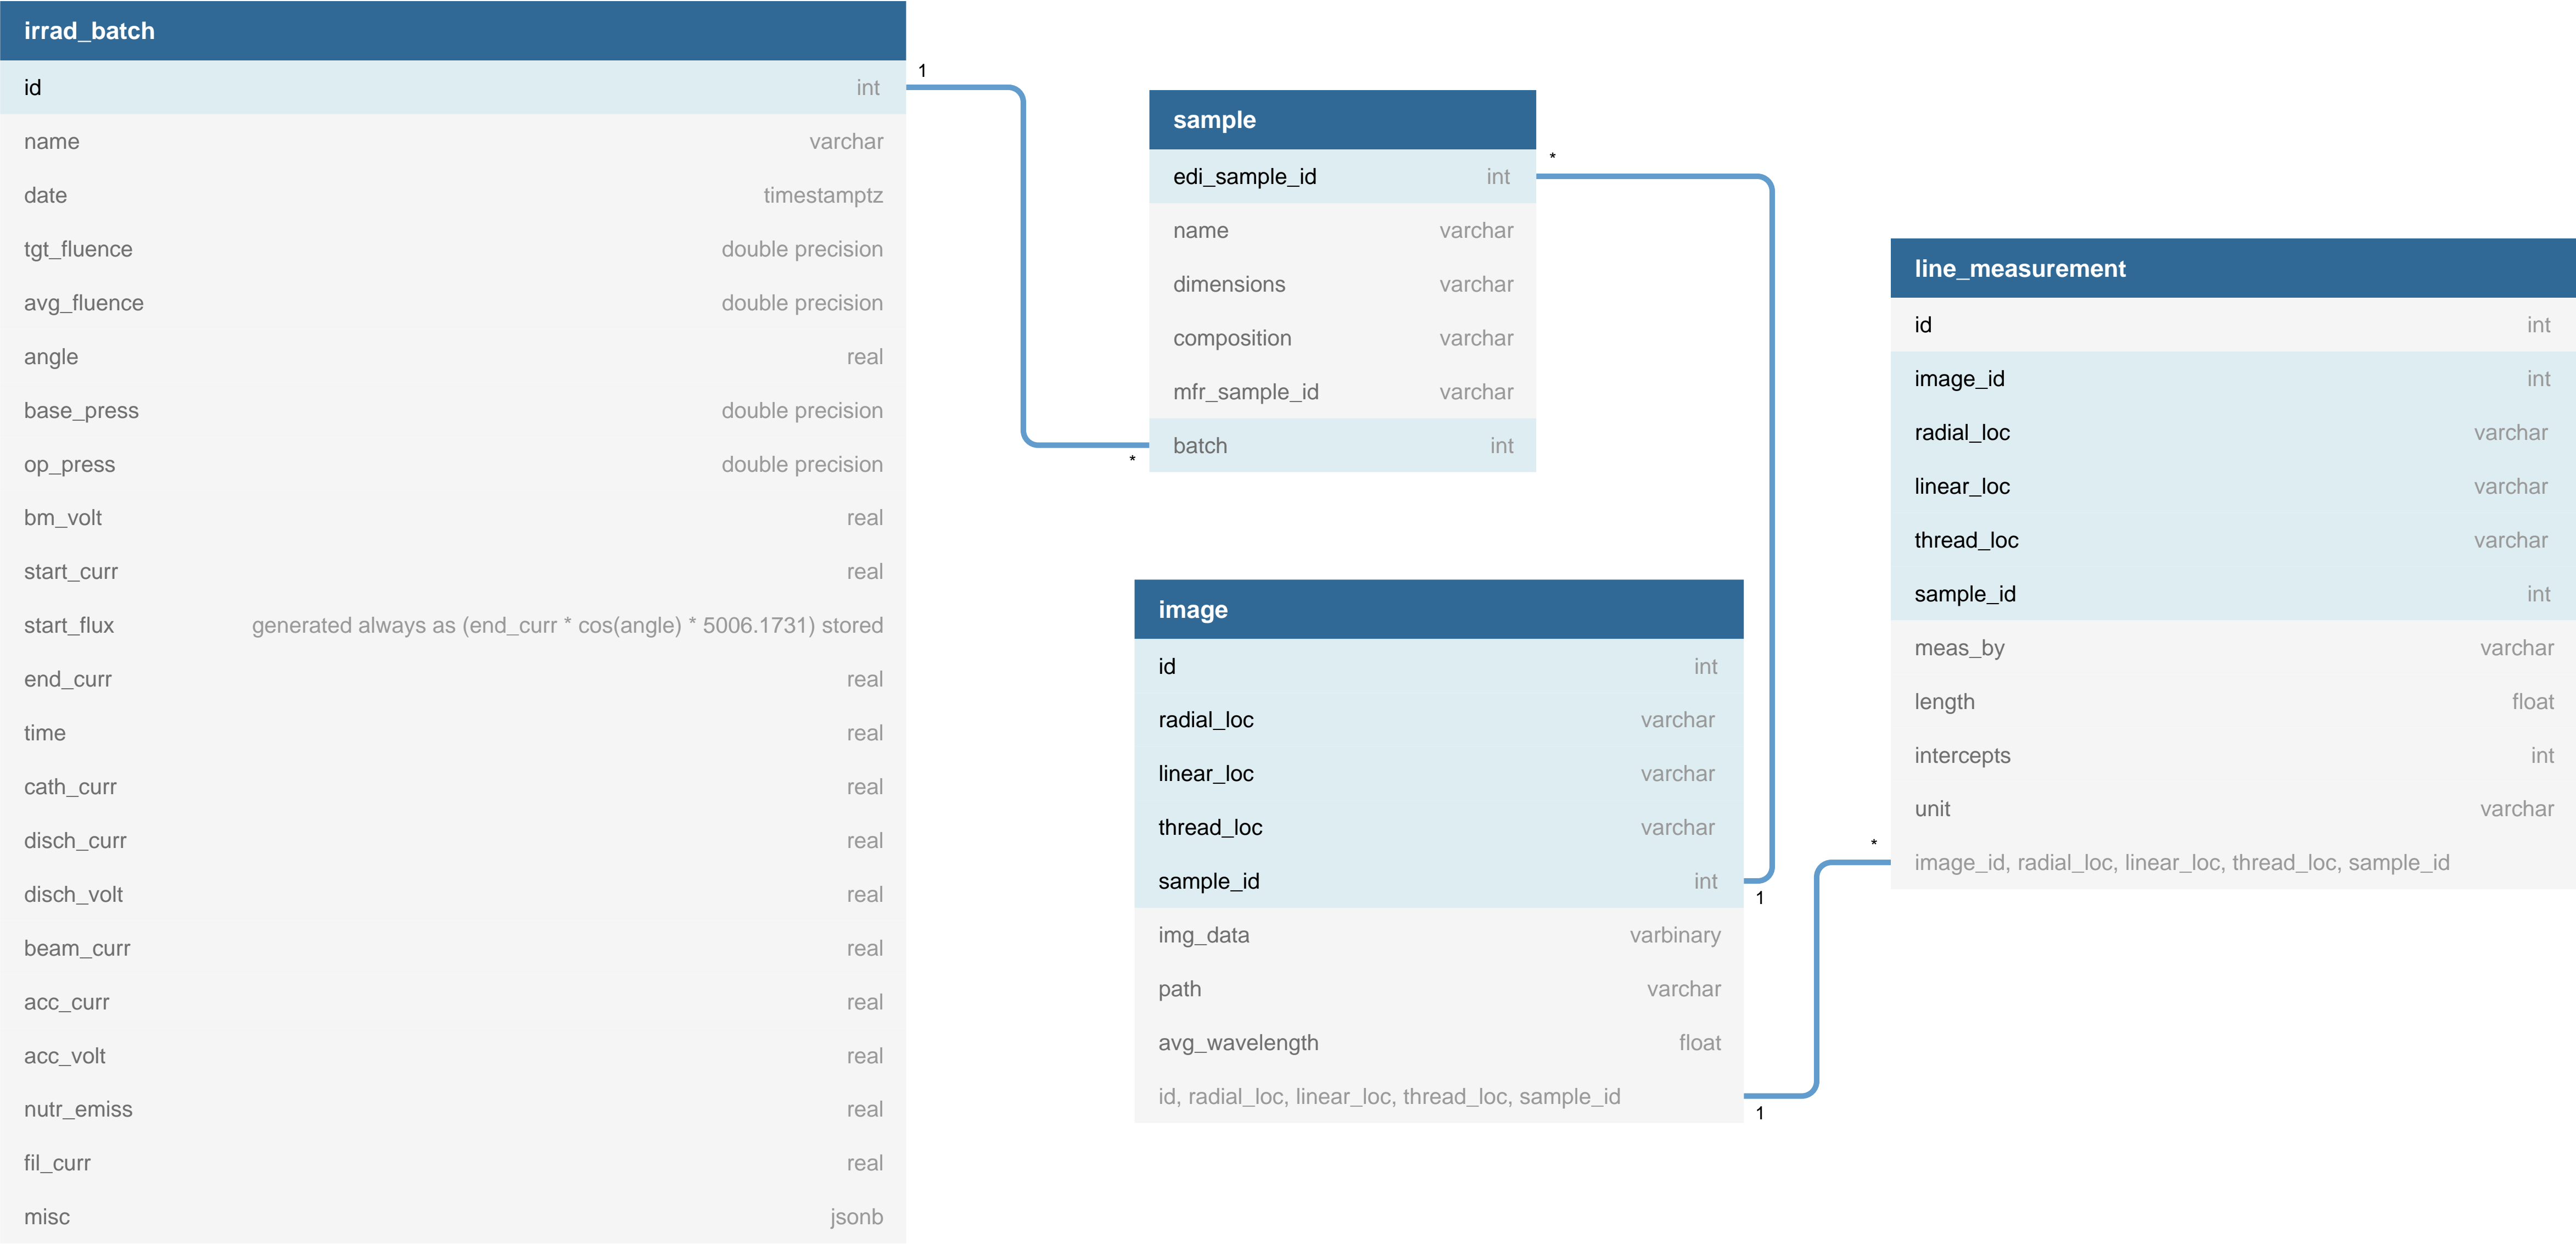 irrad_batch
id int
name varchar
date timestamptz
tgt_fluence double precision
avg_fluence double precision
angle real
base_press double precision
op_press double precision
bm_volt real
start_curr real
start_flux generated always as (end_curr * cos(angle) * 5006.1731) stored
end_curr real
time real
cath_curr real
disch_curr real
disch_volt real
beam_curr real
acc_curr real
acc_volt real
nutr_emiss real
fil_curr real
misc jsonb
1
*
sample
edi_sample_id int
name varchar
dimensions varchar
composition varchar
mfr_sample_id varchar
batch int
*
1
image
id int
radial_loc varchar
linear_loc varchar
thread_loc varchar
sample_id int
img_data varbinary
path varchar
avg_wavelength float
id, radial_loc, linear_loc, thread_loc, sample_id
1
*
line_measurement
id int
image_id int
radial_loc varchar
linear_loc varchar
thread_loc varchar
sample_id int
meas_by varchar
length float
intercepts int
unit varchar
image_id, radial_loc, linear_loc, thread_loc, sample_id